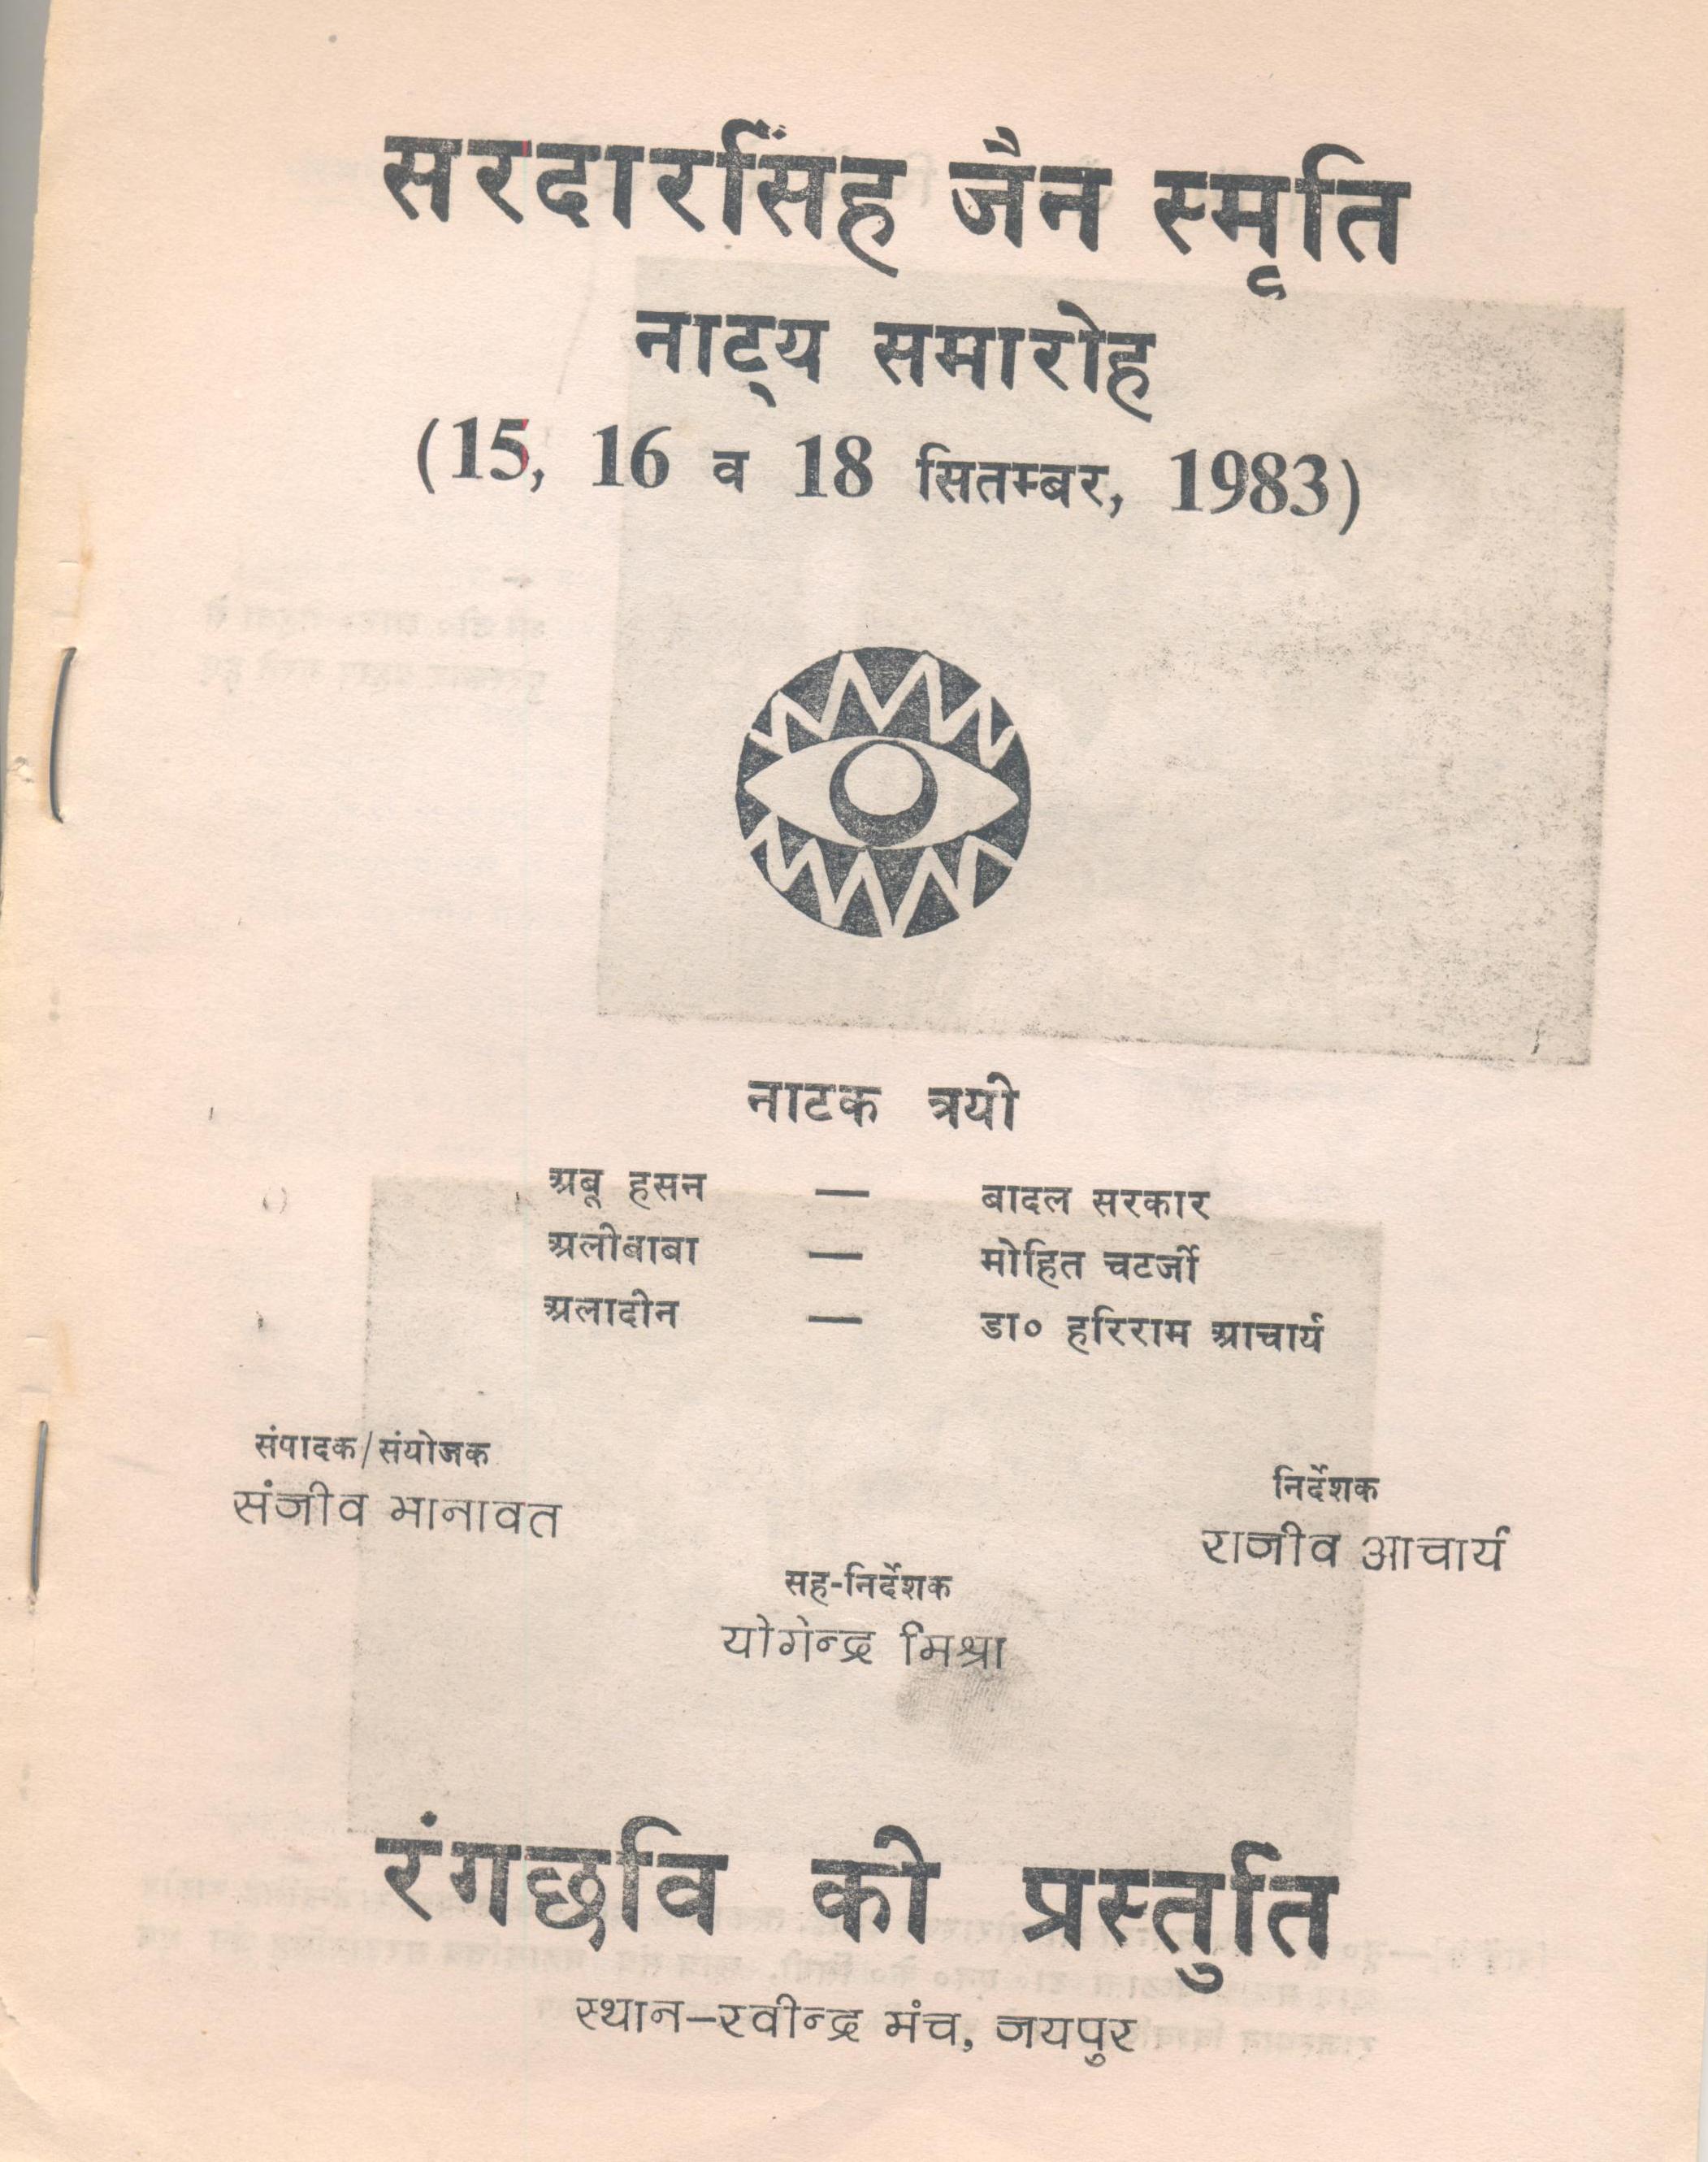 सरदारसिंह जैन स्मृति
नाट्य समारोह
(15, 16 व 18 सितम्बर, 1983)
नाटक त्रयी
अबू हसन — बादल सरकार
अलीबाबा — मोहित चटर्जी
अलादीन — डा० हरिराम आचार्य
संपादक/संयोजक
संजीव भानावत
निर्देशक
राजीव आचार्य
सह-निर्देशक
योगेन्द्र मिश्रा
रंगछवि की प्रस्तुति
स्थान–रवीन्द्र मंच, जयपुर